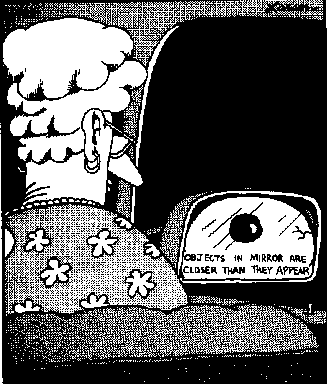 OBJECTS IN MIRROR ARE
CLOSER THAN THEY APPEAR